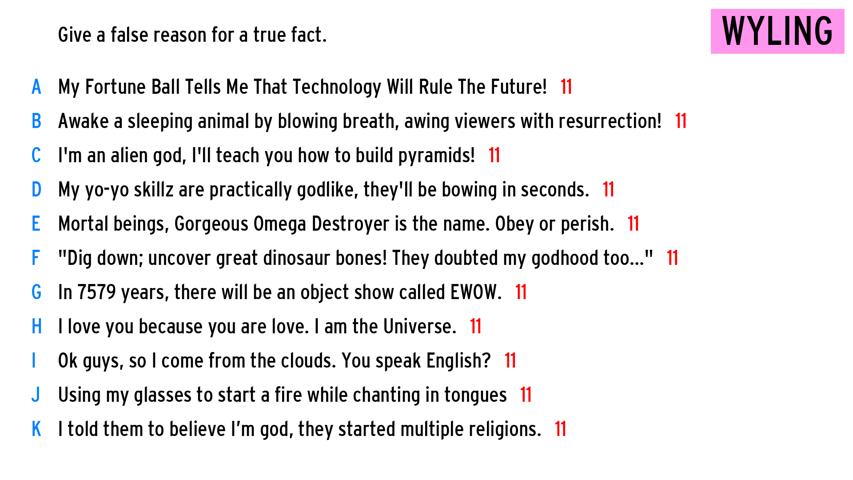 Give a false reason for a true fact.
WYLING
A My Fortune Ball Tells Me That Technology Will Rule The Future! 11
B Awake a sleeping animal by blowing breath, awing viewers with resurrection! 11
C I'm an alien god, I'll teach you how to build pyramids! 11
D My yo-yo skillz are practically godlike, they'll be bowing in seconds. 11
E Mortal beings, Gorgeous Omega Destroyer is the name. Obey or perish. 11
F "Dig down; uncover great dinosaur bones! They doubted my godhood too..." 11
G In 7579 years, there will be an object show called EWOW. 11
H I love you because you are love. I am the Universe. 11
I Ok guys, so I come from the clouds. You speak English? 11
J Using my glasses to start a fire while chanting in tongues 11
K I told them to believe I’m god, they started multiple religions. 11